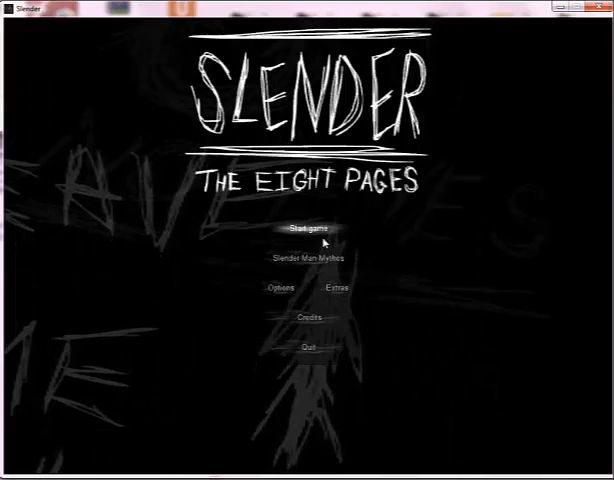 Slender
SLENDER
THE EIGHT PAGES
Start game
Slender Man Mythos
Options Extras
Credits
Quit